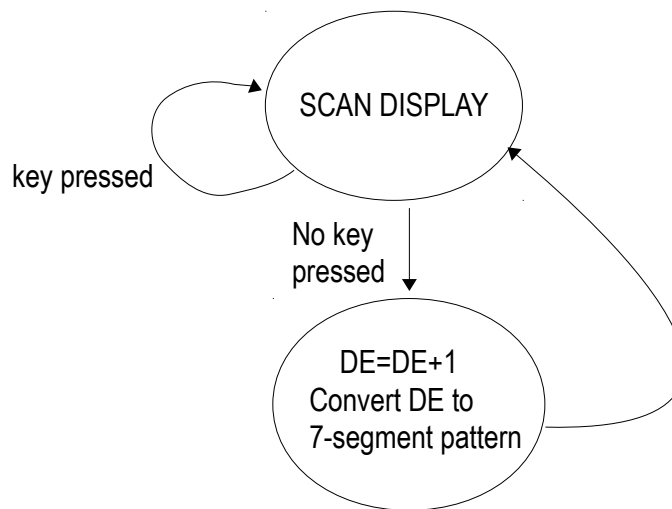 SCAN DISPLAY
key pressed
No key
pressed
DE=DE+1
Convert DE to
7-segment pattern